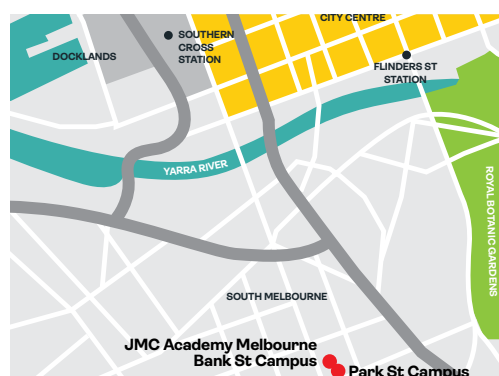 CITY CENTRE
SOUTHERN
CROSS
STATION
DOCKLANDS
FLINDERS ST
STATION
YARRA RIVER
ROYAL BOTANIC GARDENS
SOUTH MELBOURNE
JMC Academy Melbourne
Bank St Campus
Park St Campus